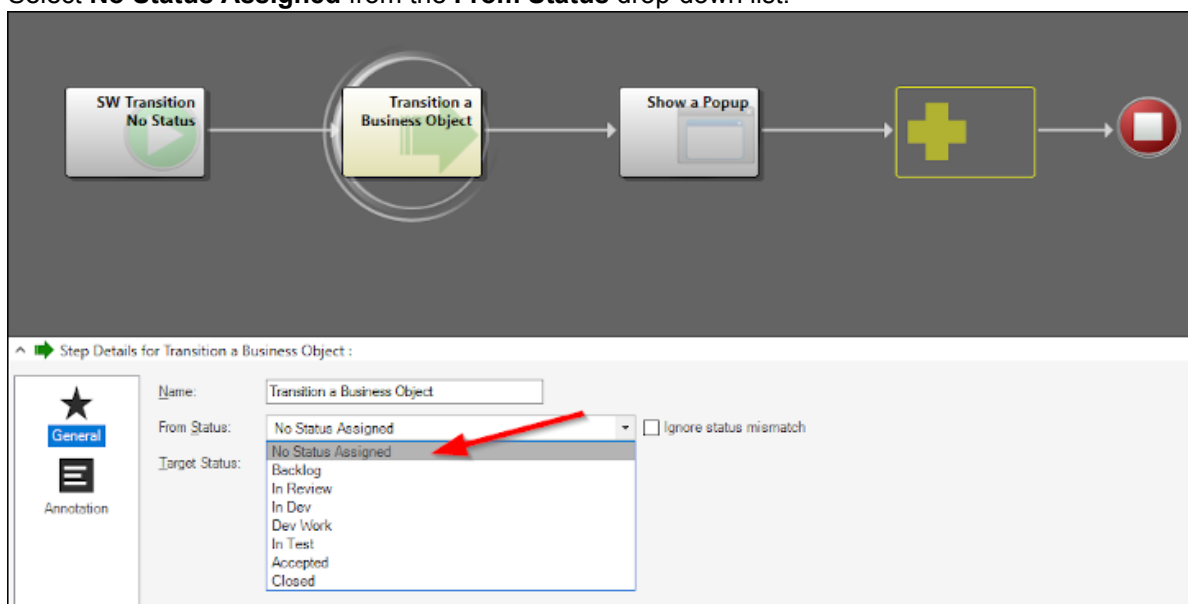 Select No Status Assigned from the From Status drop-down list.
SW Transition
No Status
Transition a
Business Object
Show a Popup
Step Details for Transition a Business Object :
General
Annotation
Name:
Transition a Business Object
From Status:
No Status Assigned
Ignore status mismatch
Target Status:
No Status Assigned
Backlog
In Review
In Dev
Dev Work
In Test
Accepted
Closed